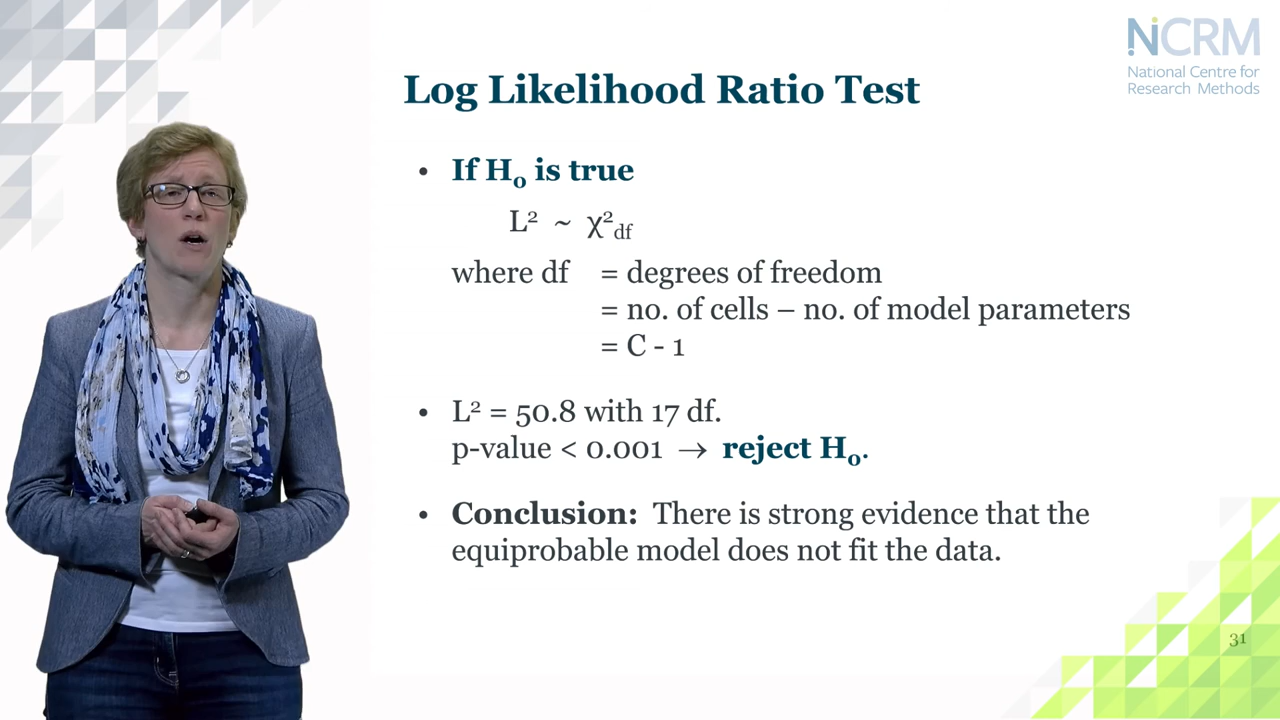 NCRM
National Centre for
Research Methods
Log Likelihood Ratio Test
• If H₀ is true
L² ~ χ²df
where df = degrees of freedom
= no. of cells – no. of model parameters
= C - 1
• L² = 50.8 with 17 df.
p-value < 0.001 → reject H₀.
• Conclusion: There is strong evidence that the
equiprobable model does not fit the data.
31